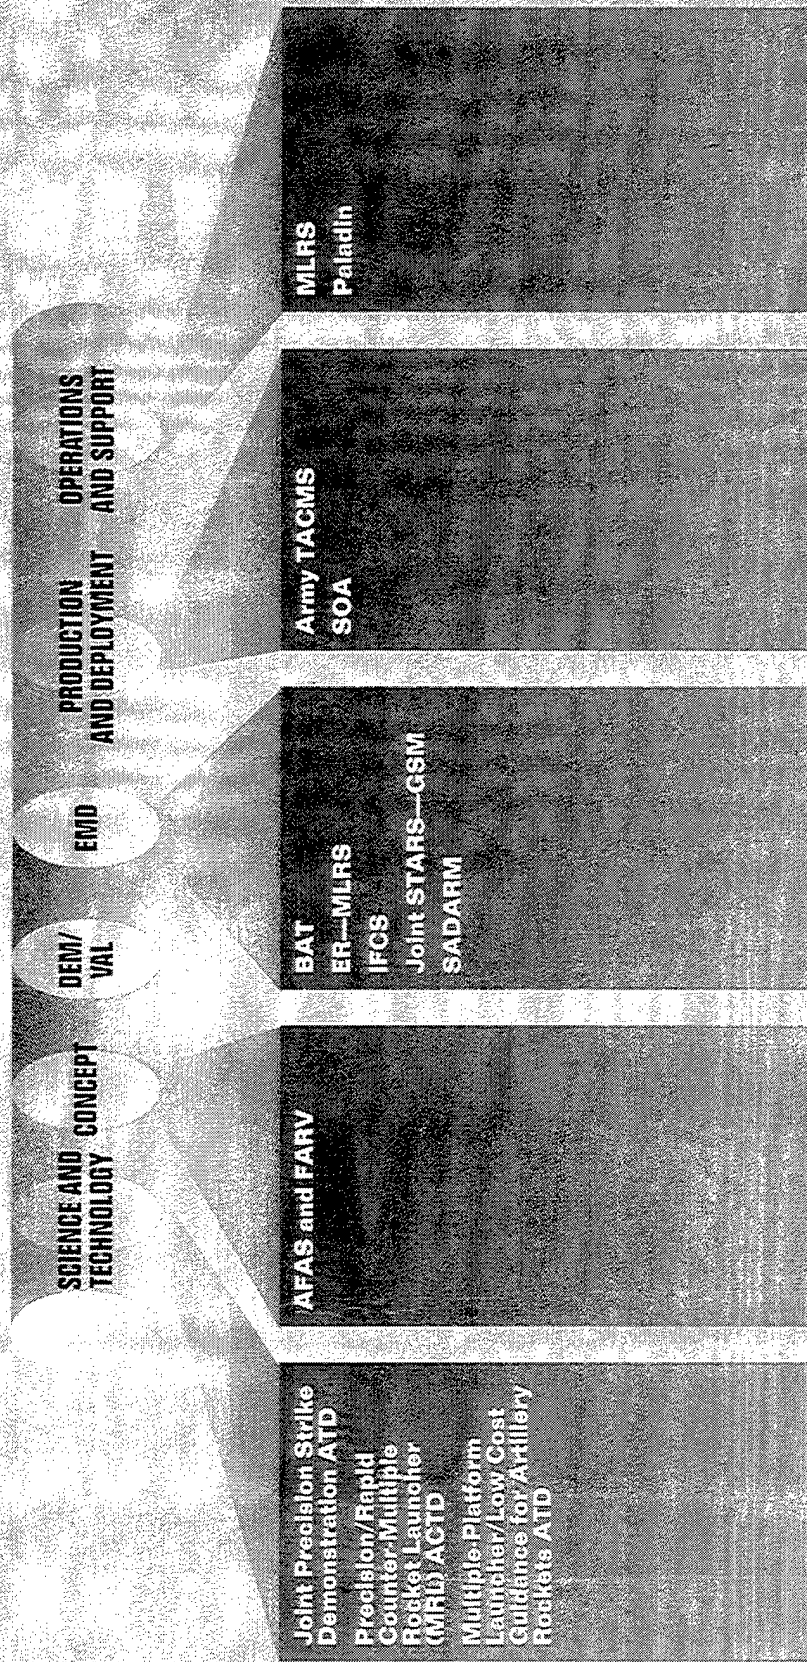 SCIENCE AND
TECHNOLOGY
CONCEPT
DEM/
VAL
EMD
PRODUCTION
AND DEPLOYMENT
OPERATIONS
AND SUPPORT
Joint Precision Strike
Demonstration ATD
Precision/Rapid
Counter-Multiple
Rocket Launcher
(MRL) ACTD
Multiple Platform
Launcher/Low Cost
Guidance for Artillery
Rockets ATD
AFAS and FARV
BAT
ER—MLRS
IFCS
Joint STARS—GSM
SADARM
Army TACMS
SOA
MLRS
Paladin